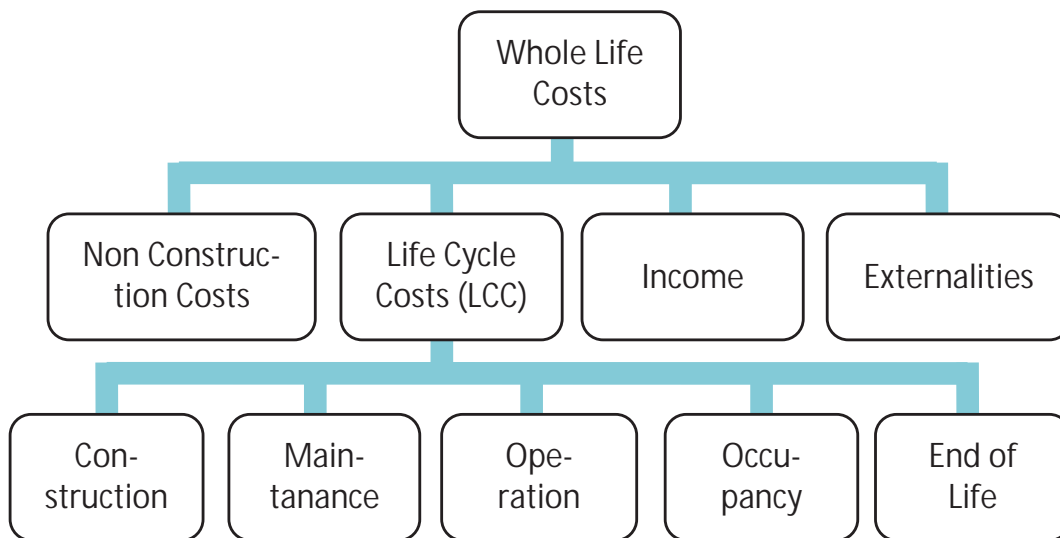 Whole Life
Costs
Non Construc-
tion Costs
Life Cycle
Costs (LCC)
Income
Externalities
Con-
struction
Main-
tanance
Ope-
ration
Occu-
pancy
End of
Life